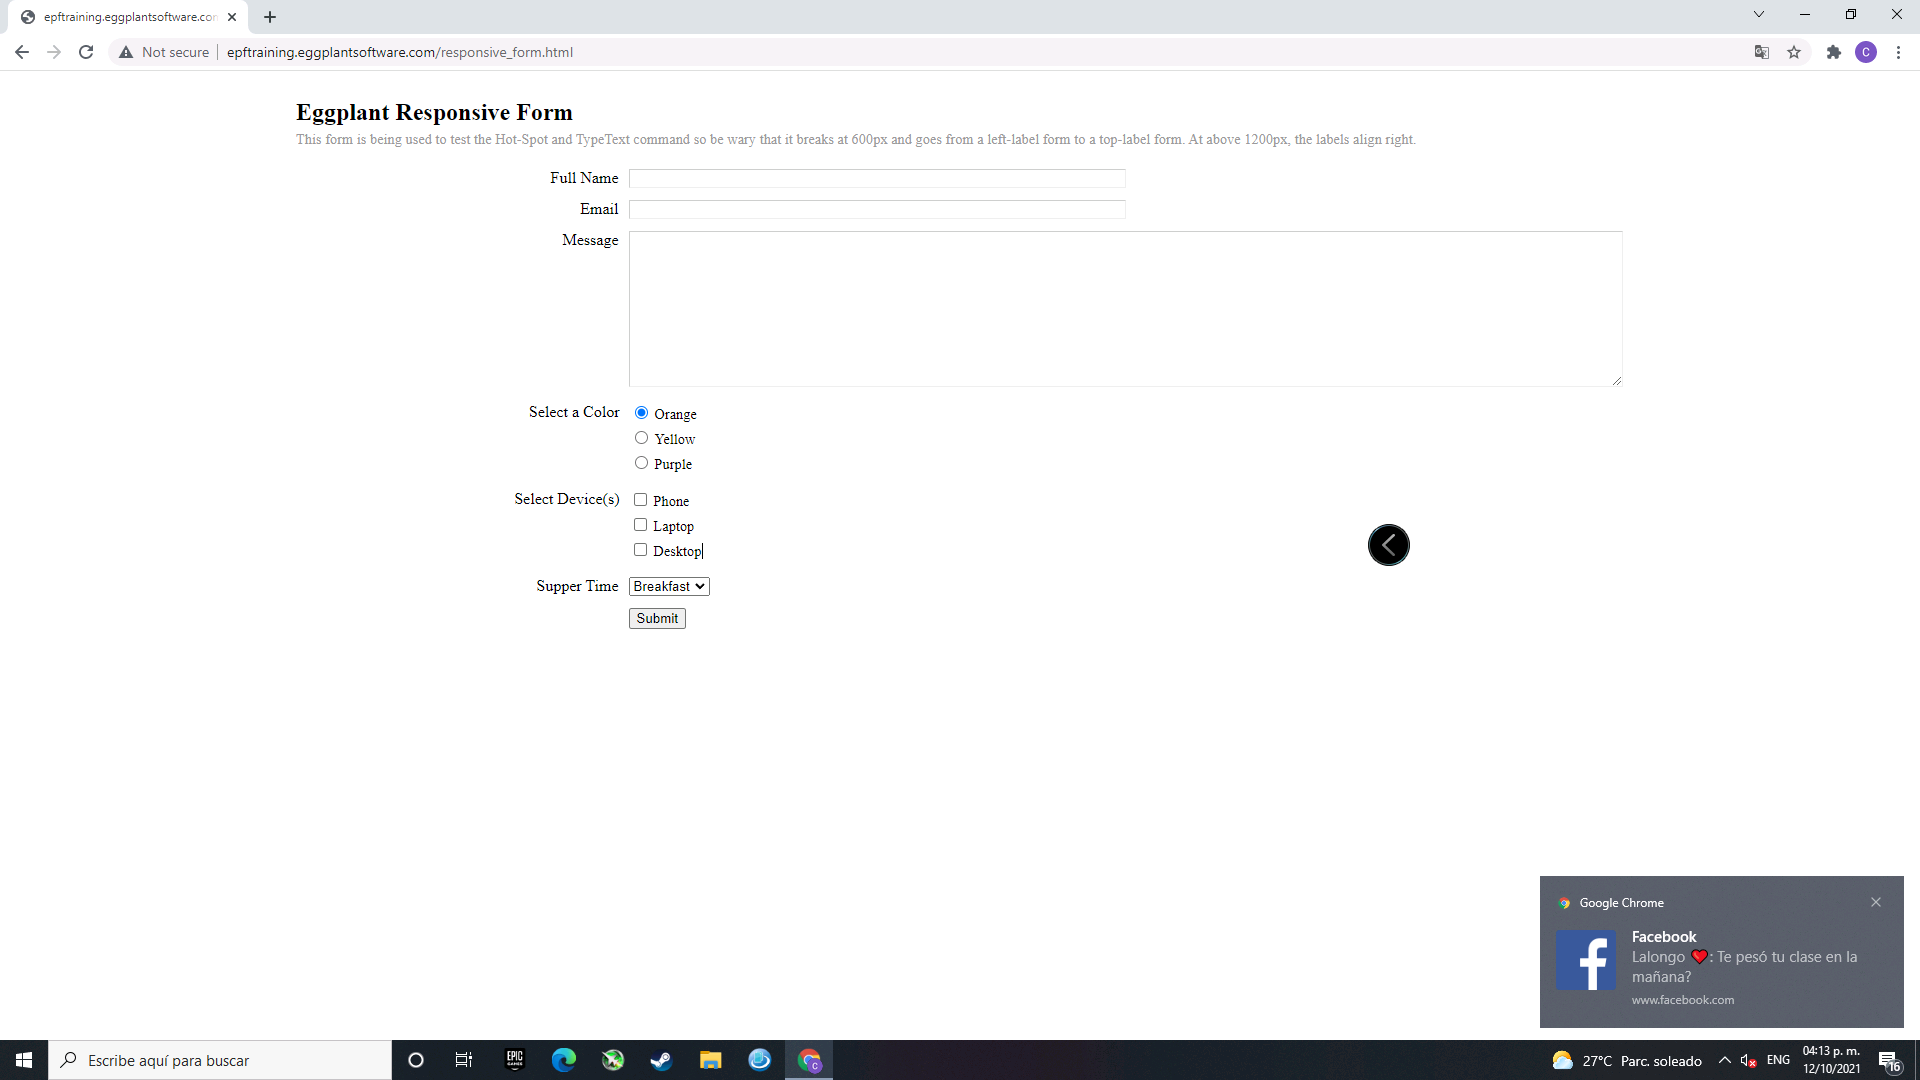 epftraining.eggplantsoftware.con
Not secure
epftraining.eggplantsoftware.com/responsive_form.html
C
Eggplant Responsive Form
This form is being used to test the Hot-Spot and TypeText command so be wary that it breaks at 600px and goes from a left-label form to a top-label form. At above 1200px, the labels align right.
Full Name
Email
Message
Select a Color
Orange
Yellow
Purple
Select Device(s)
Phone
Laptop
Desktop
Supper Time
Breakfast
Submit
Google Chrome
Facebook
Lalongo ❤: Te pesó tu clase en la
mañana?
www.facebook.com
Escribe aquí para buscar
EPIC
GAMES
C
27°C Parc. soleado
ENG
04:13 p. m.
12/10/2021
16